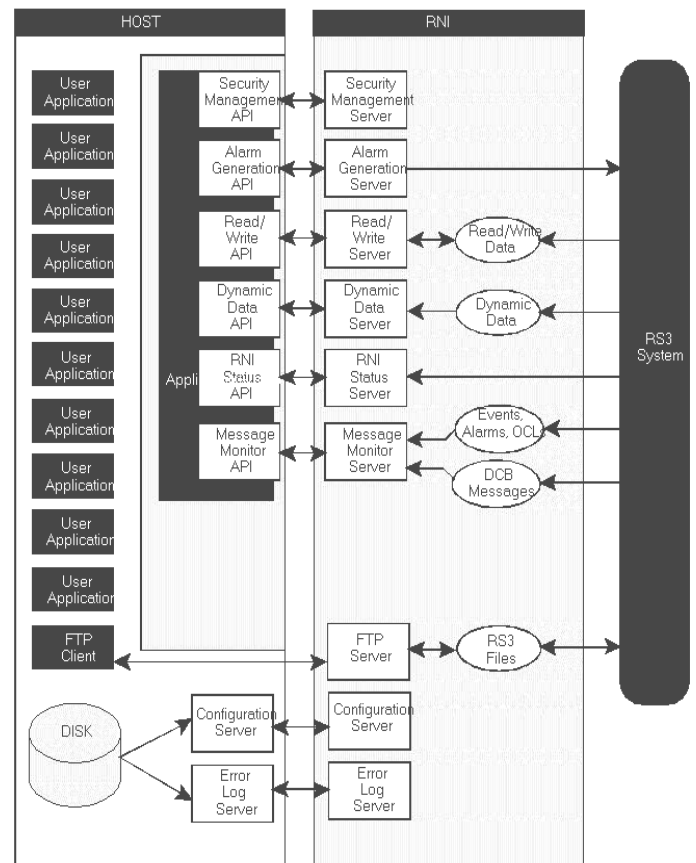 HOST
RNI
User
Application
User
Application
User
Application
User
Application
User
Application
User
Application
User
Application
User
Application
User
Application
User
Application
FTP
Client
DISK
Appli
Security
Management
API
Alarm
Generation
API
Read/
Write
API
Dynamic
Data
API
RNI
Status
API
Message
Monitor
API
Configuration
Server
Error
Log
Server
Security
Management
Server
Alarm
Generation
Server
Read/
Write
Server
Dynamic
Data
Server
RNI
Status
Server
Message
Monitor
Server
FTP
Server
Configuration
Server
Error
Log
Server
Read/Write
Data
Dynamic
Data
Events,
Alarms, OCLs
DCB
Messages
RS3
Files
RS3
System